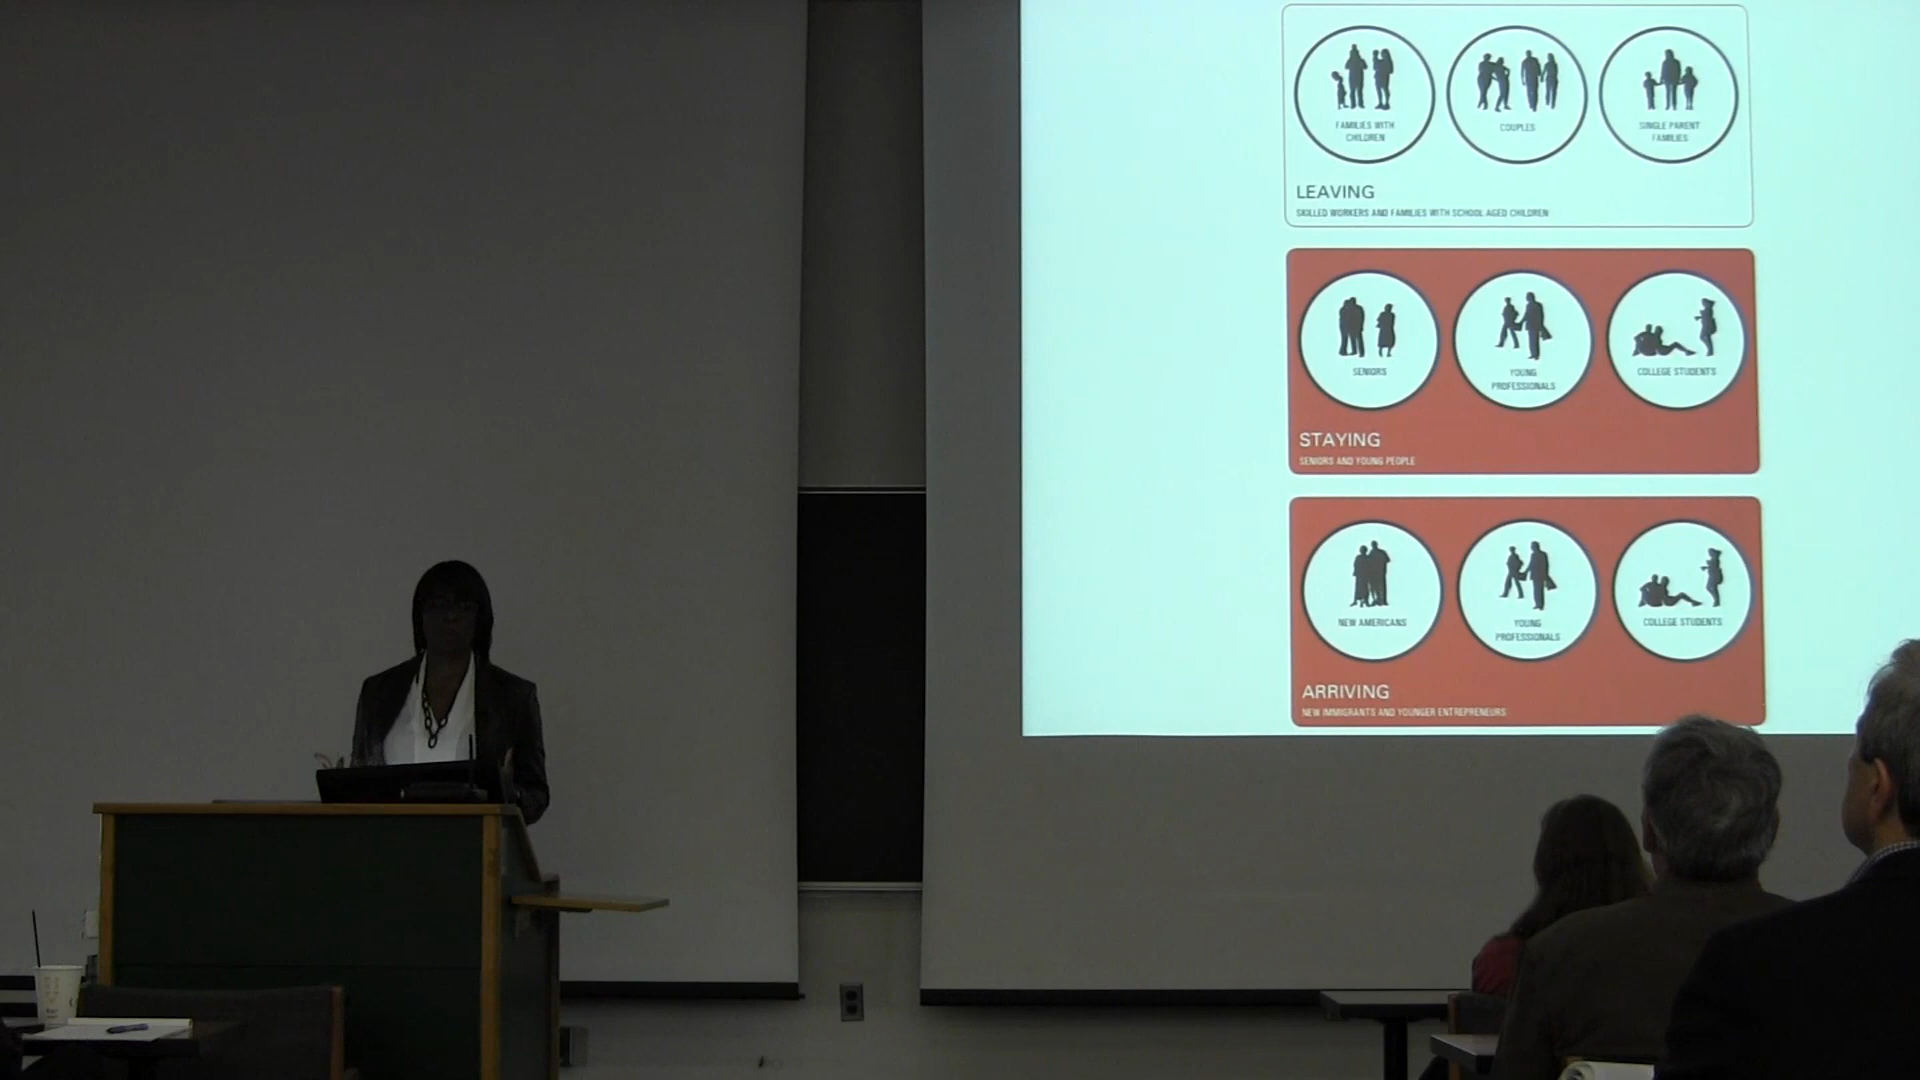 FAMILIES WITH
CHILDREN
COUPLES
SINGLE PARENT
FAMILIES
LEAVING
SKILLED WORKERS AND FAMILIES WITH SCHOOL AGED CHILDREN
SENIORS
YOUNG
PROFESSIONALS
COLLEGE STUDENTS
STAYING
SENIORS AND YOUNG PEOPLE
NEW AMERICANS
YOUNG
PROFESSIONALS
COLLEGE STUDENTS
ARRIVING
NEW IMMIGRANTS AND YOUNGER ENTREPRENEURS